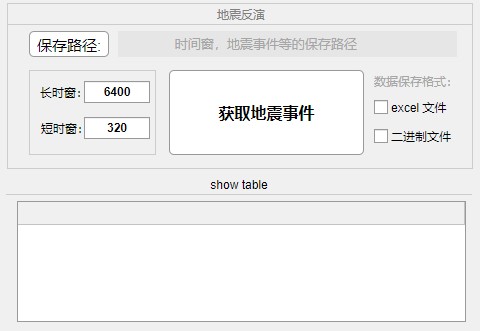 地震反演
保存路径:
时间窗，地震事件等的保存路径
长时窗: 6400
短时窗: 320
获取地震事件
数据保存格式:
excel 文件
二进制文件
show table